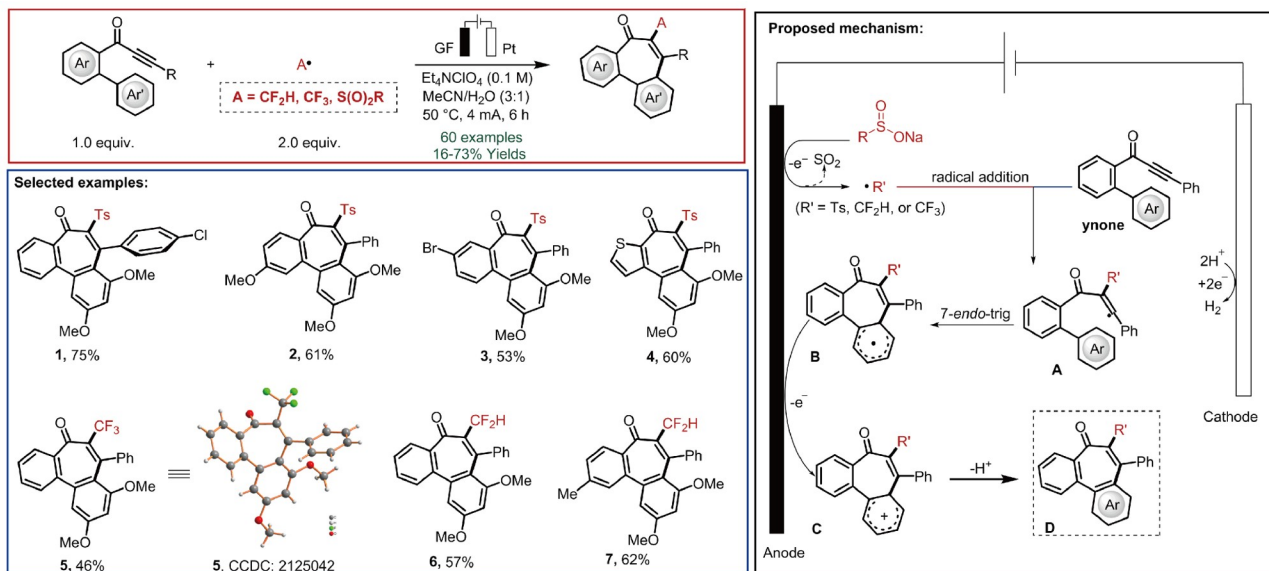 O
Ar
R
Ar'
1.0 equiv.
+
A•
A = CF₂H, CF₃, S(O)₂R
2.0 equiv.
GF
Pt
Et₄NClO₄ (0.1 M)
MeCN/H₂O (3:1)
50 °C, 4 mA, 6 h
60 examples
16-73% Yields
O
A
R
Ar
Ar'
Selected examples:
O
Ts
Cl
OMe
MeO
1, 75%
O
Ts
Ph
MeO
OMe
MeO
2, 61%
O
Ts
Br
Ph
OMe
MeO
3, 53%
O
Ts
S
Ph
OMe
MeO
4, 60%
O
CF₃
Ph
OMe
MeO
5, 46%
5, CCDC: 2125042
O
CF₂H
Ph
OMe
MeO
6, 57%
O
CF₂H
Ph
Me
OMe
MeO
7, 62%
Proposed mechanism:
O
R
S
ONa
-e⁻
SO₂
•R'
(R' = Ts, CF₂H, or CF₃)
radical addition
O
Ph
Ar
ynone
2H⁺
+2e⁻
H₂
O
R'
Ph
B
7-endo-trig
O
R'
Ph
Ar
A
-e⁻
Cathode
O
R'
Ph
+
C
-H⁺
O
R'
Ph
Ar
D
Anode